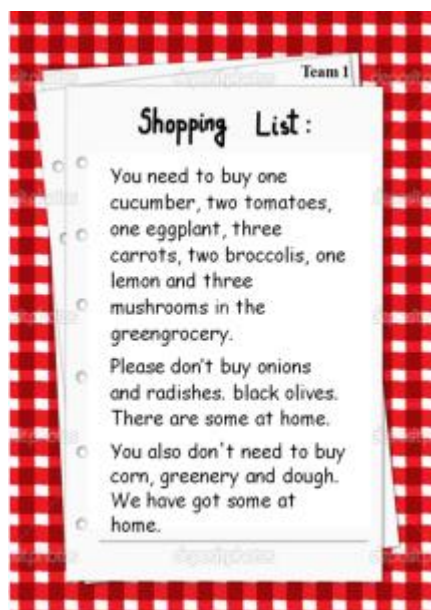 Team 1
Shopping List:
You need to buy one
cucumber, two tomatoes,
one eggplant, three
carrots, two broccolis, one
lemon and three
mushrooms in the
greengrocery.
Please don't buy onions
and radishes. black olives.
There are some at home.
You also don't need to buy
corn, greenery and dough.
We have got some at
home.